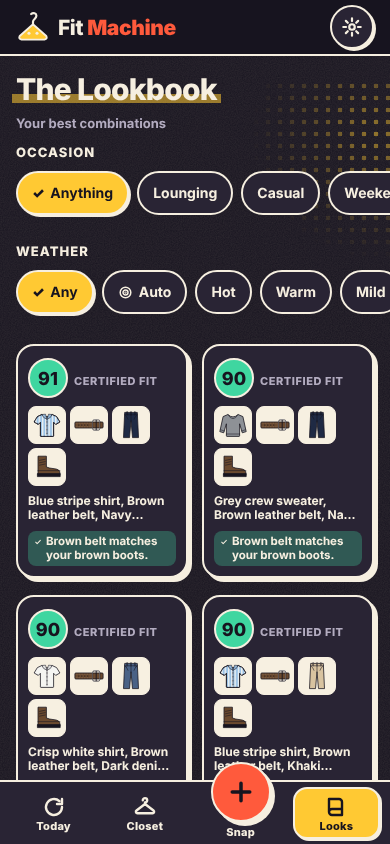 Fit Machine
The Lookbook
Your best combinations
OCCASION
Anything
Lounging
Casual
Weeke
WEATHER
Any
Auto
Hot
Warm
Mild
91 CERTIFIED FIT
Blue stripe shirt, Brown
leather belt, Navy...
Brown belt matches
your brown boots.
90 CERTIFIED FIT
Grey crew sweater,
Brown leather belt, Na...
Brown belt matches
your brown boots.
90 CERTIFIED FIT
Crisp white shirt, Brown
leather belt, Dark deni...
90 CERTIFIED FIT
Blue stripe shirt, Brown
leather belt, Khaki...
Today
Closet
Snap
Looks